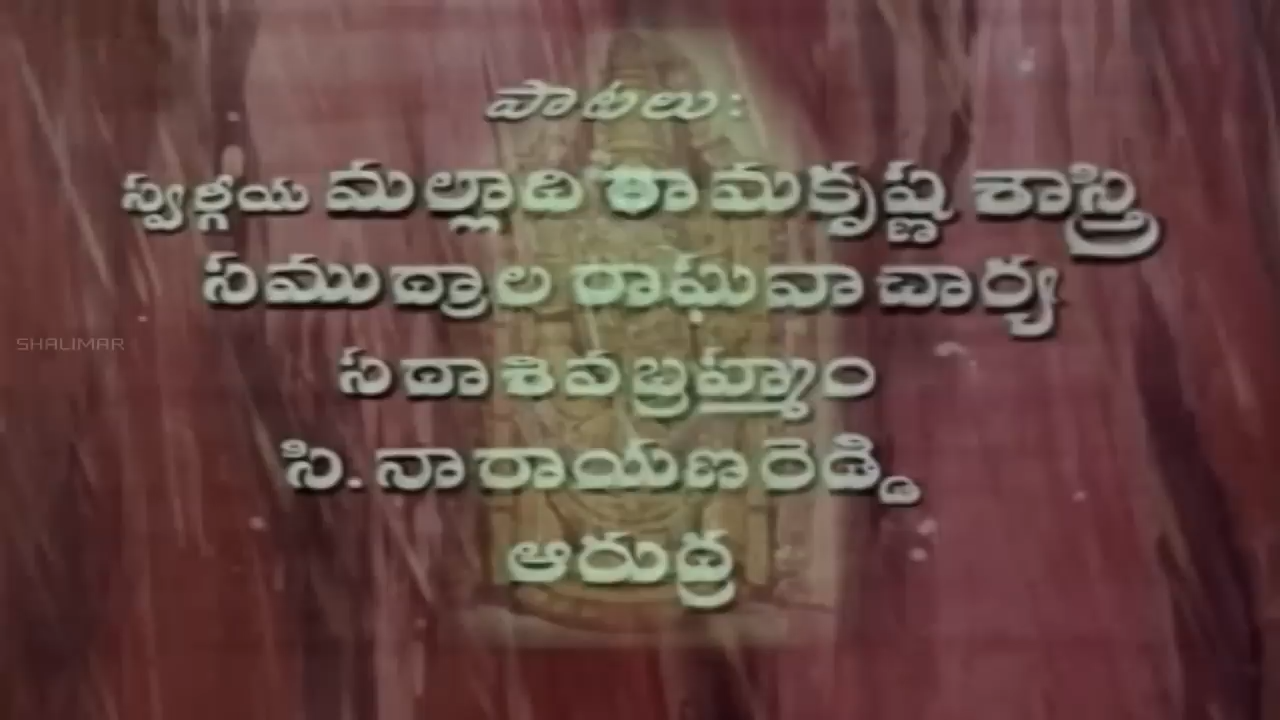 పాటలు:
స్వర్గీయ మల్లాది రామకృష్ణ శాస్త్రి
సముద్రాల రాఘవాచార్య
SHALIMAR
సదాశివబ్రహ్మం
సి. నారాయణరెడ్డి
ఆరుద్ర